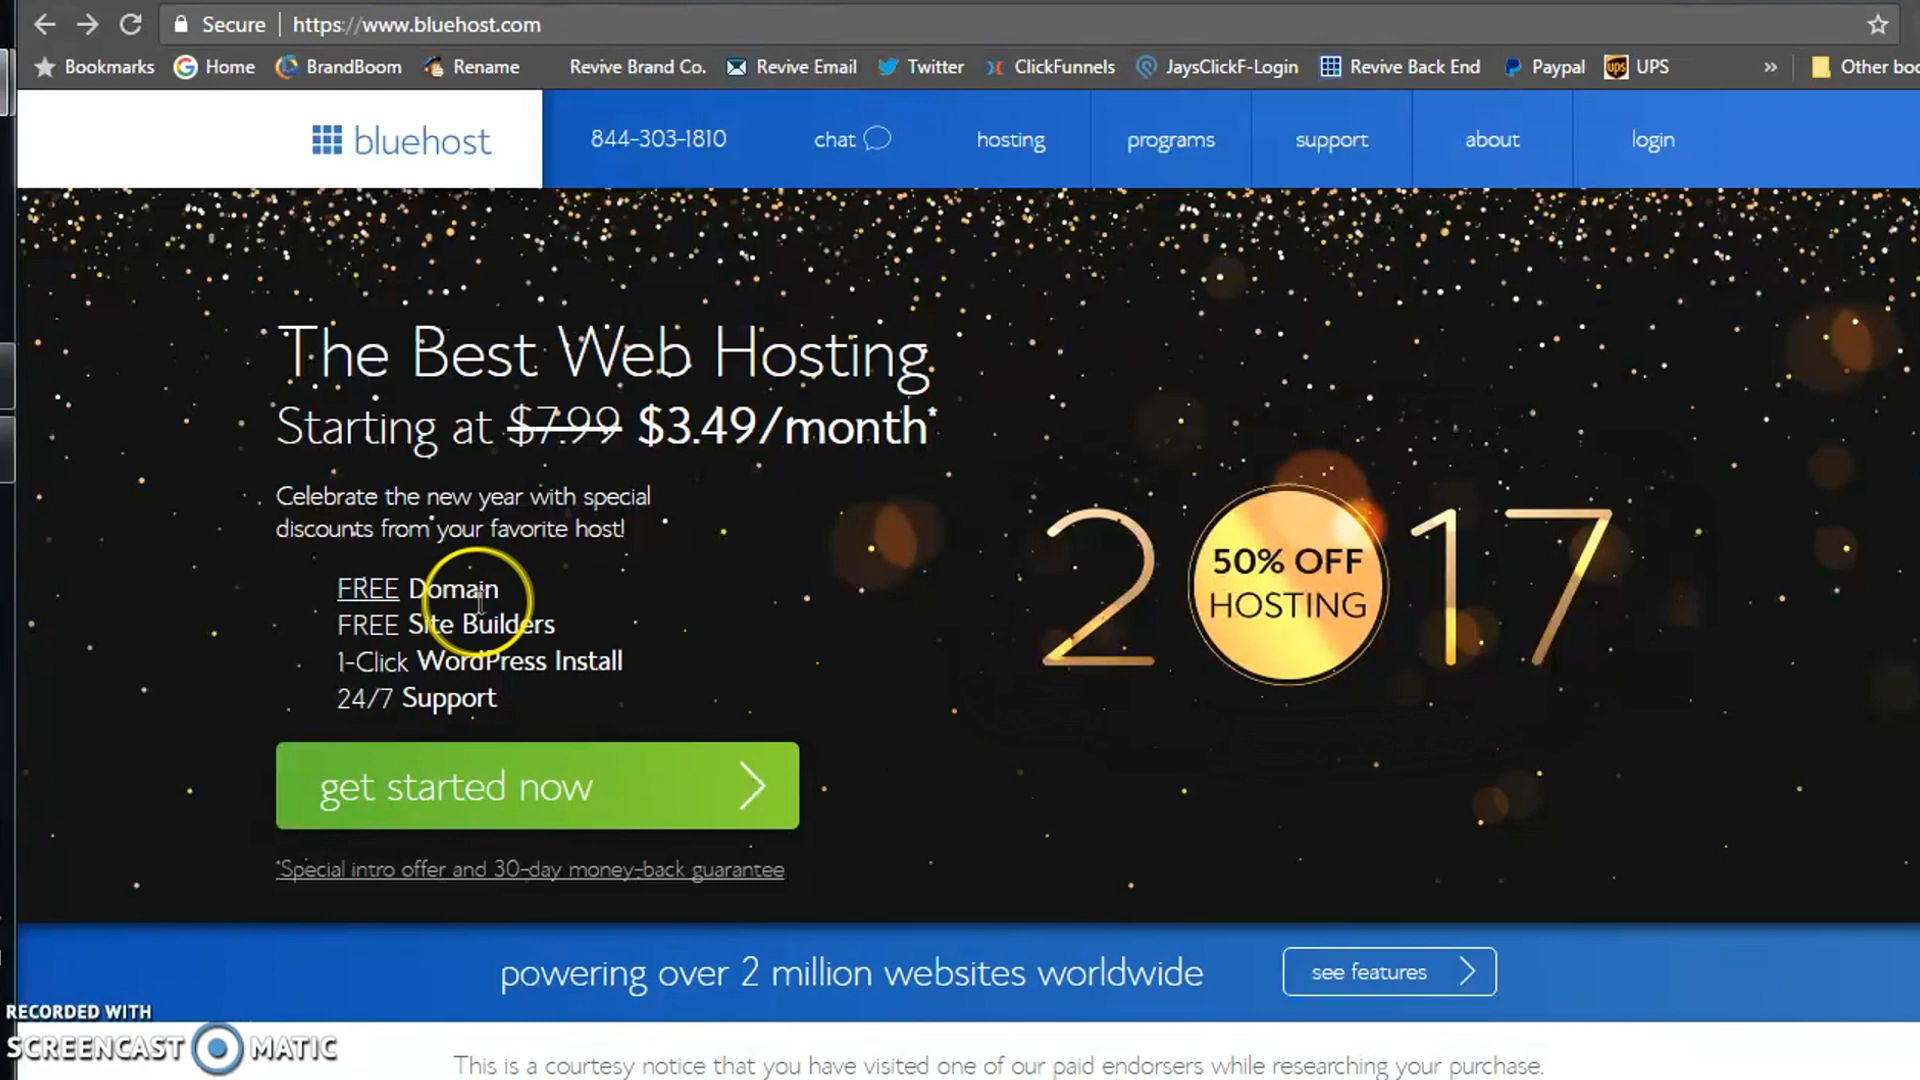 Secure https://www.bluehost.com
Bookmarks Home BrandBoom Rename Revive Brand Co. Revive Email Twitter ClickFunnels JaysClickF-Login Revive Back End Paypal UPS » Other boo
bluehost 844-303-1810 chat hosting programs support about login
The Best Web Hosting
Starting at $7.99 $3.49/month*
Celebrate the new year with special
discounts from your favorite host!
FREE Domain
FREE Site Builders
1-Click WordPress Install
24/7 Support
2017
50% OFF
HOSTING
get started now
*Special intro offer and 30-day money-back guarantee
powering over 2 million websites worldwide see features
RECORDED WITH
SCREENCAST MATIC
This is a courtesy notice that you have visited one of our paid endorsers while researching your purchase.